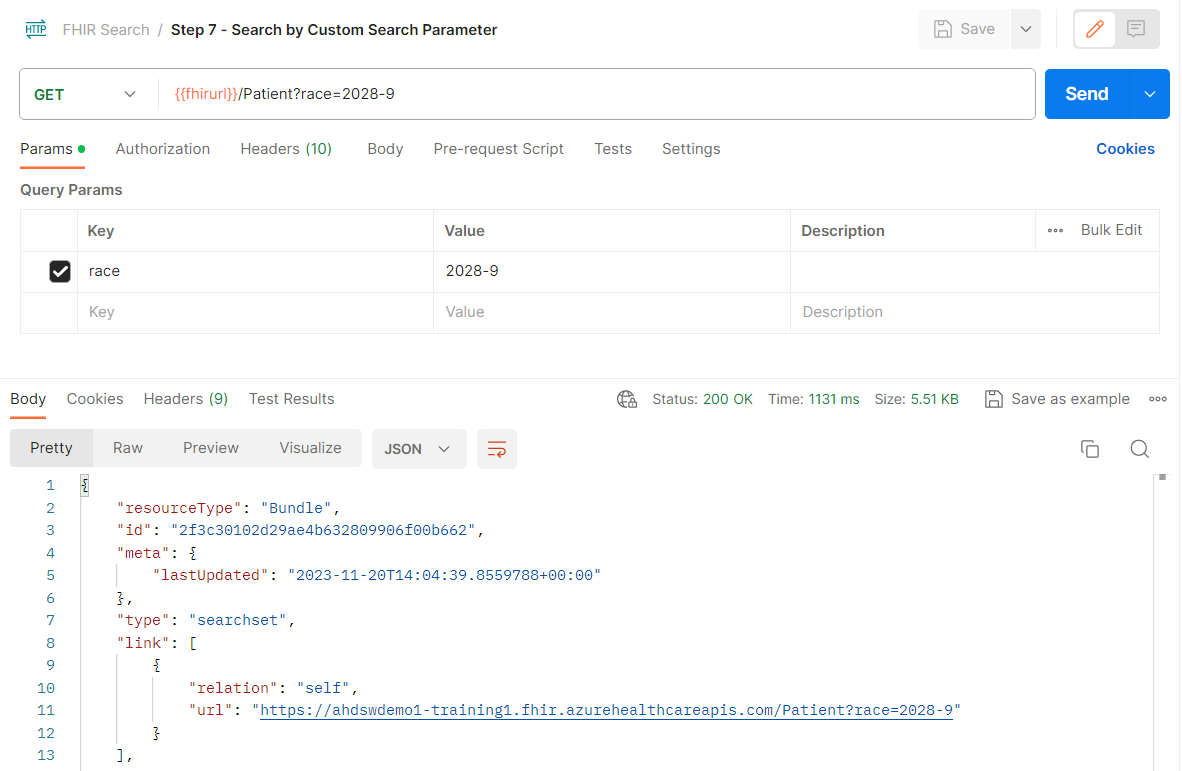 HTTP FHIR Search / Step 7 - Search by Custom Search Parameter Save
GET {{fhirurl}}/Patient?race=2028-9 Send
Params Authorization Headers (10) Body Pre-request Script Tests Settings Cookies
Query Params
Key Value Description Bulk Edit
race 2028-9
Key Value Description
Body Cookies Headers (9) Test Results Status: 200 OK Time: 1131 ms Size: 5.51 KB Save as example
Pretty Raw Preview Visualize JSON
1 {
2 "resourceType": "Bundle",
3 "id": "2f3c30102d29ae4b632809906f00b662",
4 "meta": {
5 "lastUpdated": "2023-11-20T14:04:39.8559788+00:00"
6 },
7 "type": "searchset",
8 "link": [
9 {
10 "relation": "self",
11 "url": "https://ahdswdemo1-training1.fhir.azurehealthcareapis.com/Patient?race=2028-9"
12 }
13 ],